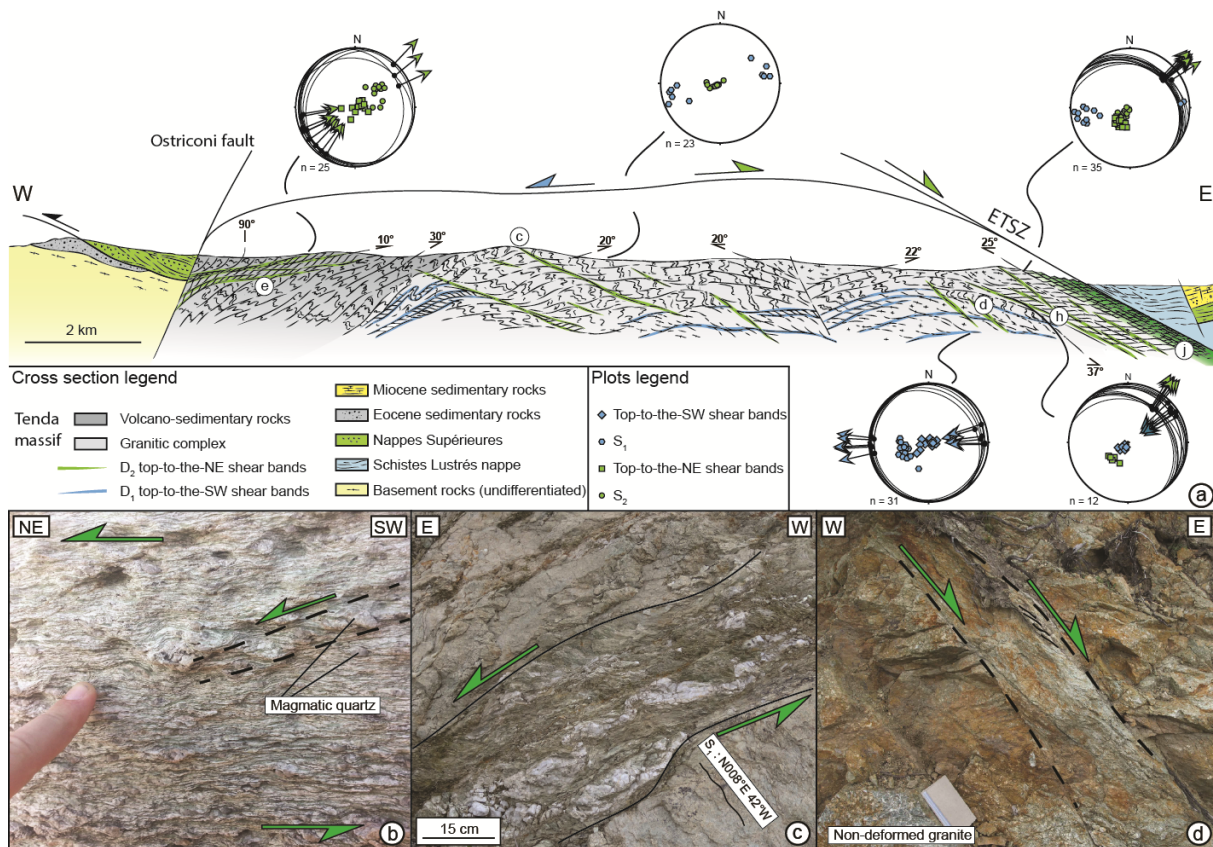 N
N
N
n = 25
n = 23
n = 35
Ostriconi fault
W
E
ETSZ
90°
10°
30°
c
20°
20°
22°
25°
e
d
h
j
37°
2 km
N
N
n = 31
n = 12
a
Cross section legend
Tenda massif
Volcano-sedimentary rocks
Granitic complex
D2 top-to-the-NE shear bands
D1 top-to-the-SW shear bands
Miocene sedimentary rocks
Eocene sedimentary rocks
Nappes Supérieures
Schistes Lustrés nappe
Basement rocks (undifferentiated)
Plots legend
Top-to-the-SW shear bands
S1
Top-to-the-NE shear bands
S2
NE
SW
Magmatic quartz
b
E
W
S1 : N008°E 42°W
15 cm
c
W
E
Non-deformed granite
d